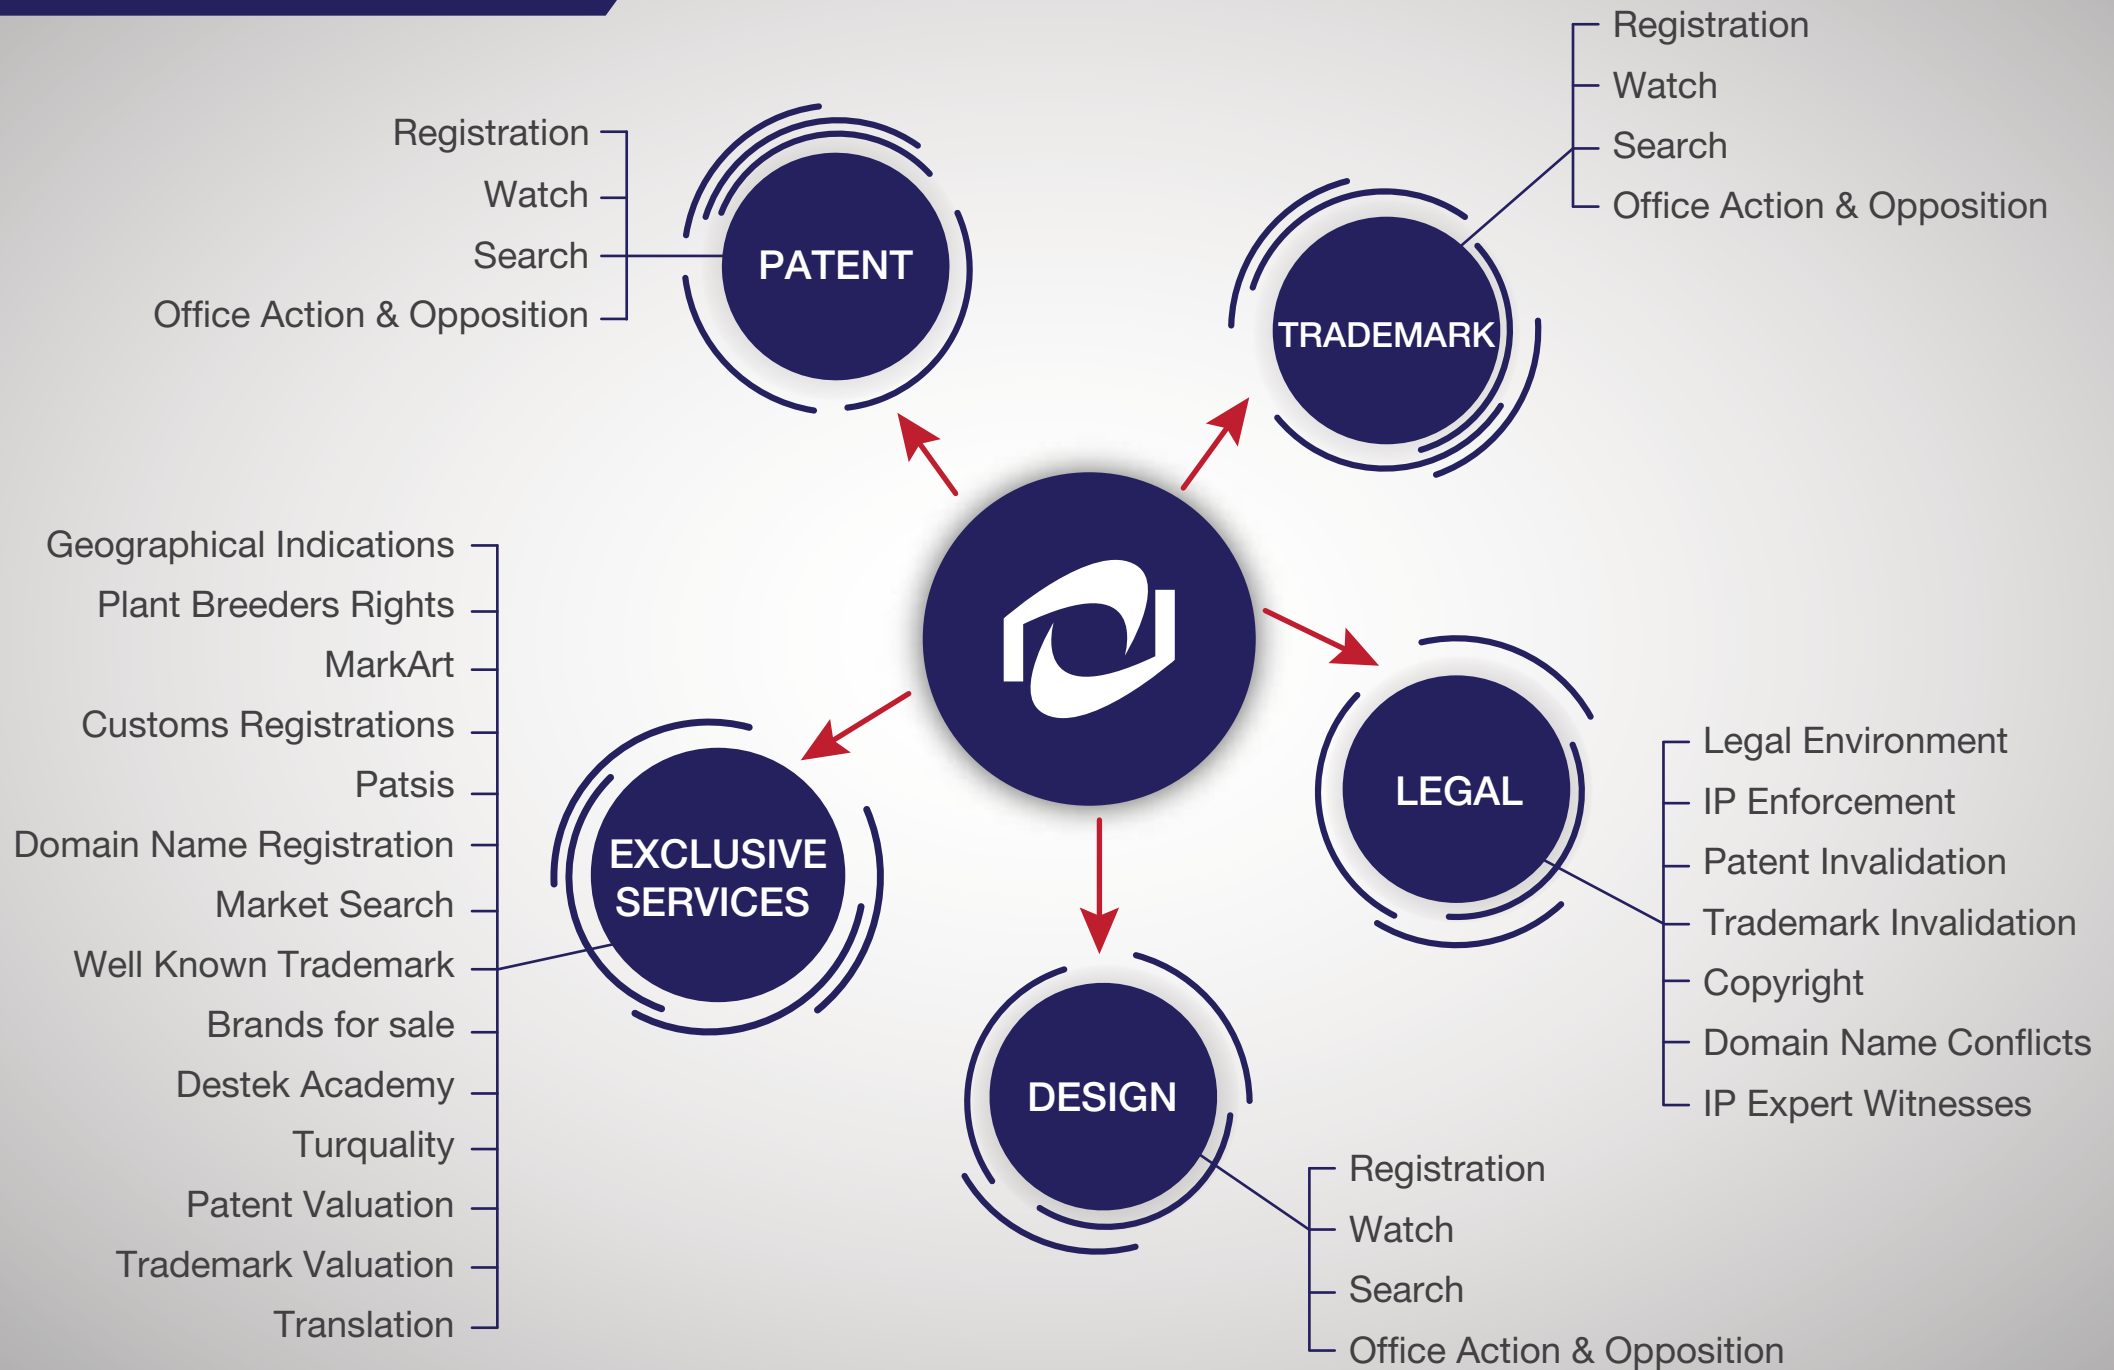 PATENT
Registration
Watch
Search
Office Action & Opposition
TRADEMARK
Registration
Watch
Search
Office Action & Opposition
EXCLUSIVE
SERVICES
Geographical Indications
Plant Breeders Rights
MarkArt
Customs Registrations
Patsis
Domain Name Registration
Market Search
Well Known Trademark
Brands for sale
Destek Academy
Turquality
Patent Valuation
Trademark Valuation
Translation
LEGAL
Legal Environment
IP Enforcement
Patent Invalidation
Trademark Invalidation
Copyright
Domain Name Conflicts
IP Expert Witnesses
DESIGN
Registration
Watch
Search
Office Action & Opposition